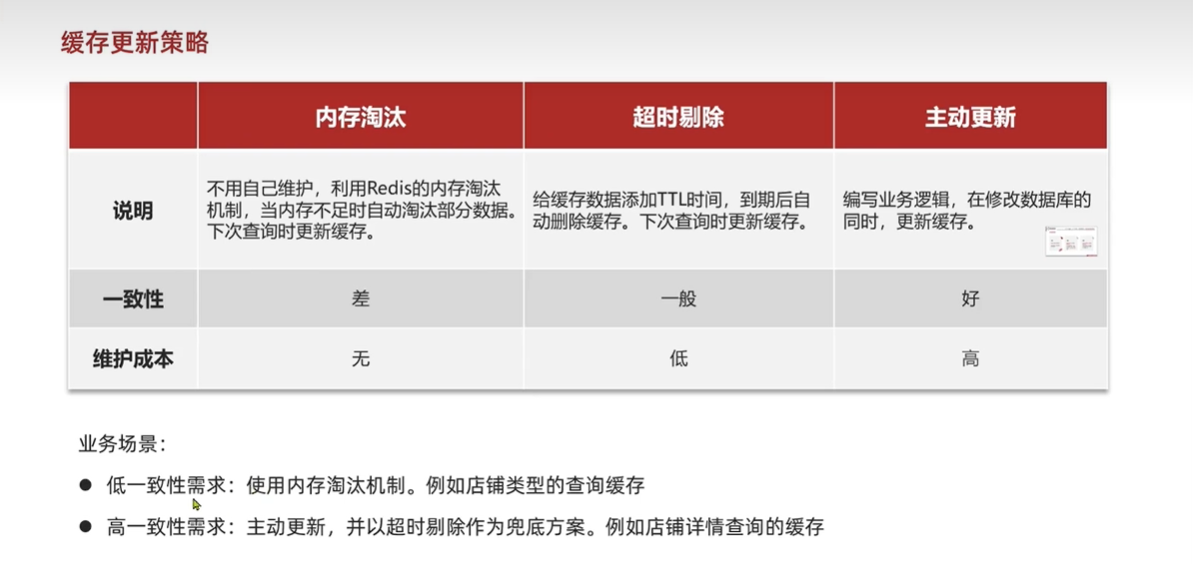 缓存更新策略
内存淘汰
超时剔除
主动更新
说明
不用自己维护，利用Redis的内存淘汰
机制，当内存不足时自动淘汰部分数据。
下次查询时更新缓存。
给缓存数据添加TTL时间，到期后自
动删除缓存。下次查询时更新缓存。
编写业务逻辑，在修改数据库的
同时，更新缓存。
一致性
差
一般
好
维护成本
无
低
高
业务场景：
● 低一致性需求：使用内存淘汰机制。例如店铺类型的查询缓存
● 高一致性需求：主动更新，并以超时剔除作为兜底方案。例如店铺详情查询的缓存